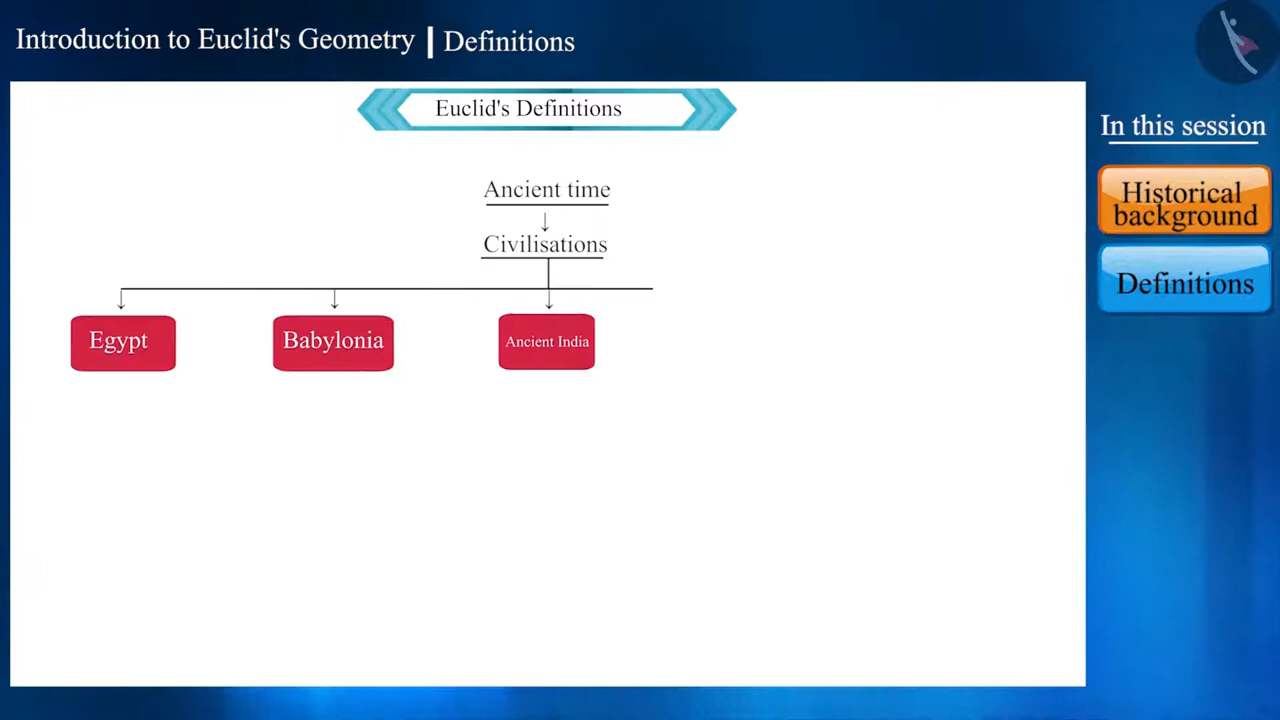 Introduction to Euclid's Geometry | Definitions
Euclid's Definitions
In this session
Ancient time
Historical
background
Civilisations
Definitions
Egypt
Babylonia
Ancient India